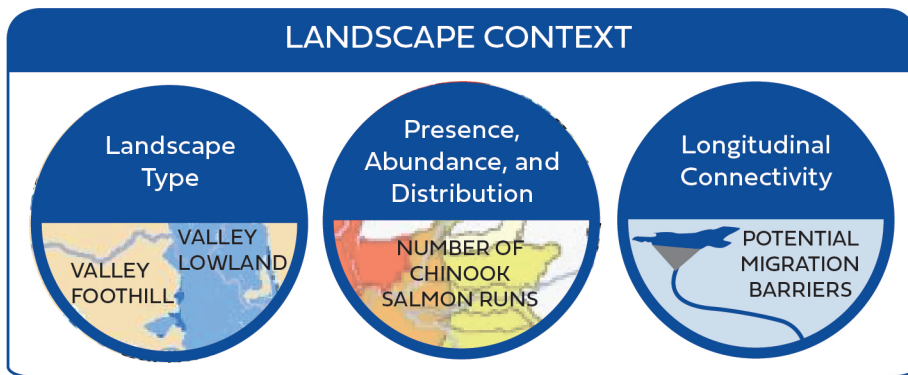 LANDSCAPE CONTEXT
Landscape
Type
VALLEY
FOOTHILL
VALLEY
LOWLAND
Presence,
Abundance, and
Distribution
NUMBER OF
CHINOOK
SALMON RUNS
Longitudinal
Connectivity
POTENTIAL
MIGRATION
BARRIERS